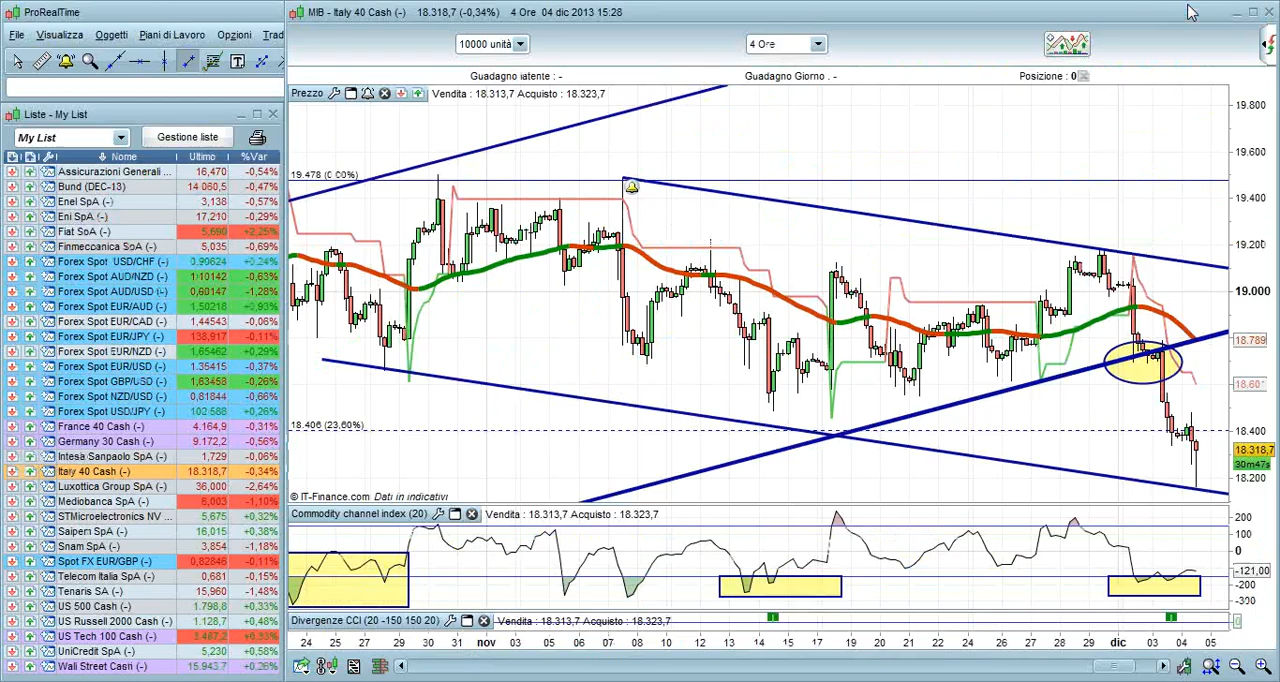 ProRealTime
MIB - Italy 40 Cash (-) 18.318,7 (-0,34%) 4 Ore 04 dic 2013 15:28
File Visualizza Oggetti Piani di Lavoro Opzioni Trad
10000 unità 4 Ore
Guadagno latente : - Guadagno Giorno : - Posizione : 0
Prezzo Vendita : 18.313,7 Acquisto : 18.323,7
Liste - My List
My List Gestione liste
Nome Ultimo %Var
Assicurazioni Generali ... 16,470 -0,54%
Bund (DEC-13) 14 060,5 -0,47%
Enel SpA (-) 3,138 -0,57%
Eni SpA (-) 17,210 -0,29%
Fiat SpA (-) 5,690 +2,25%
Finmeccanica SpA (-) 5,035 -0,69%
Forex Spot USD/CHF (-) 0,90624 +0,24%
Forex Spot AUD/NZD (-) 1,10142 -0,63%
Forex Spot AUD/USD (-) 0,90147 -1,28%
Forex Spot EUR/AUD (-) 1,50218 +0,93%
Forex Spot EUR/CAD (-) 1,44543 -0,06%
Forex Spot EUR/JPY (-) 138,917 -0,11%
Forex Spot EUR/NZD (-) 1,65462 +0,29%
Forex Spot EUR/USD (-) 1,35415 -0,37%
Forex Spot GBP/USD (-) 1,63458 -0,26%
Forex Spot NZD/USD (-) 0,81844 -0,66%
Forex Spot USD/JPY (-) 102,588 +0,26%
France 40 Cash (-) 4.164,9 -0,31%
Germany 30 Cash (-) 9.172,2 -0,56%
Intesa Sanpaolo SpA (-) 1,729 -0,06%
Italy 40 Cash (-) 18.318,7 -0,34%
Luxottica Group SpA (-) 36,000 -2,64%
Mediobanca SpA (-) 6,003 -1,10%
STMicroelectronics NV ... 5,675 +0,32%
Saipem SpA (-) 16,015 +0,38%
Snam SpA (-) 3,854 -1,18%
Spot FX EUR/GBP (-) 0,82846 -0,11%
Telecom Italia SpA (-) 0,681 -0,15%
Tenaris SA (-) 15,960 -1,48%
US 500 Cash (-) 1.798,8 +0,33%
US Russell 2000 Cash (-) 1.128,7 +0,48%
US Tech 100 Cash (-) 3.487,2 +0,33%
UniCredit SpA (-) 5,230 +0,58%
Wall Street Cash (-) 15.943,7 +0,26%
19.478 (0,00%)
18.406 (23,60%)
© IT-Finance.com Dati in indicativi
19.800
19.600
19.400
19.200
19.000
18.789
18.601
18.400
18.318,7
30m47s
18.200
Commodity channel index (20) Vendita : 18.313,7 Acquisto : 18.323,7
200
100
0
-121,00
-200
-300
Divergenze CCI (20 -150 150 20) Vendita : 18.313,7 Acquisto : 18.323,7
0
24 25 28 29 30 31 nov 05 06 07 08 11 12 13 14 15 18 19 20 21 22 25 26 27 28 29 dic 03 04 05